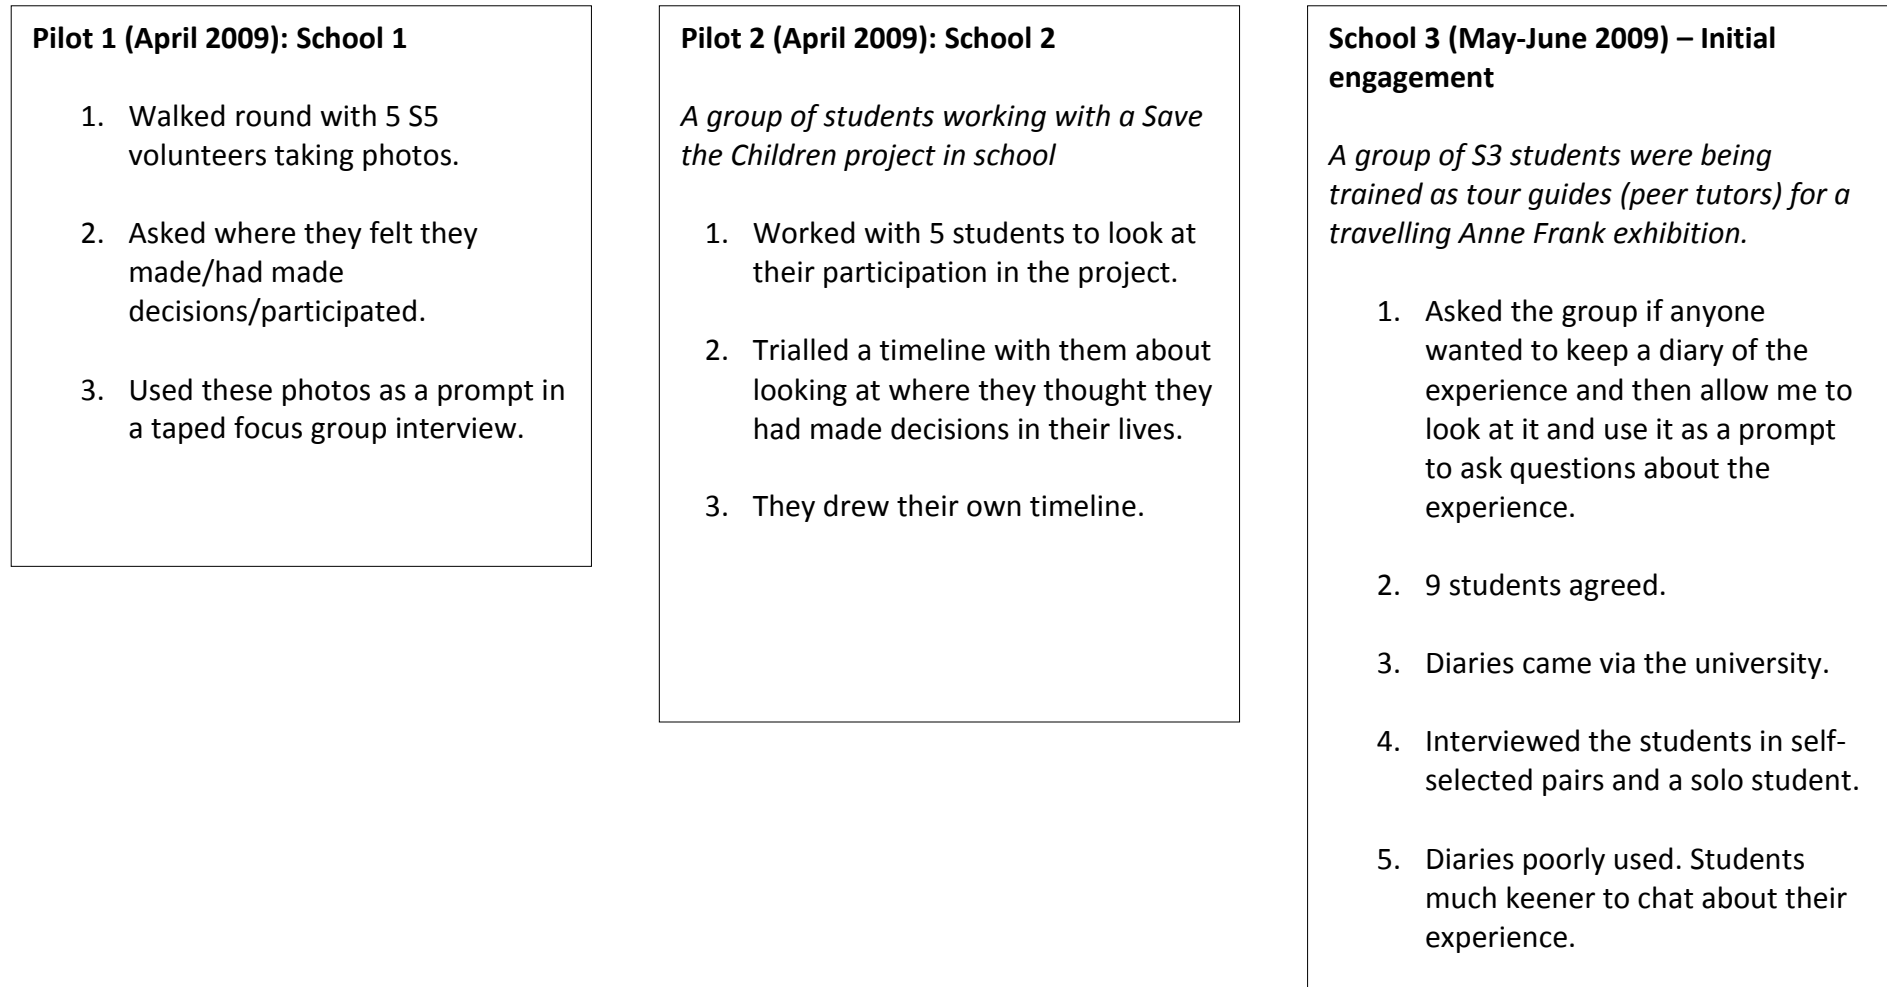 Pilot 1 (April 2009): School 1
1. Walked round with 5 S5
volunteers taking photos.
2. Asked where they felt they
made/had made
decisions/participated.
3. Used these photos as a prompt in
a taped focus group interview.
Pilot 2 (April 2009): School 2
A group of students working with a Save
the Children project in school
1. Worked with 5 students to look at
their participation in the project.
2. Trialled a timeline with them about
looking at where they thought they
had made decisions in their lives.
3. They drew their own timeline.
School 3 (May-June 2009) – Initial
engagement
A group of S3 students were being
trained as tour guides (peer tutors) for a
travelling Anne Frank exhibition.
1. Asked the group if anyone
wanted to keep a diary of the
experience and then allow me to
look at it and use it as a prompt
to ask questions about the
experience.
2. 9 students agreed.
3. Diaries came via the university.
4. Interviewed the students in self-
selected pairs and a solo student.
5. Diaries poorly used. Students
much keener to chat about their
experience.